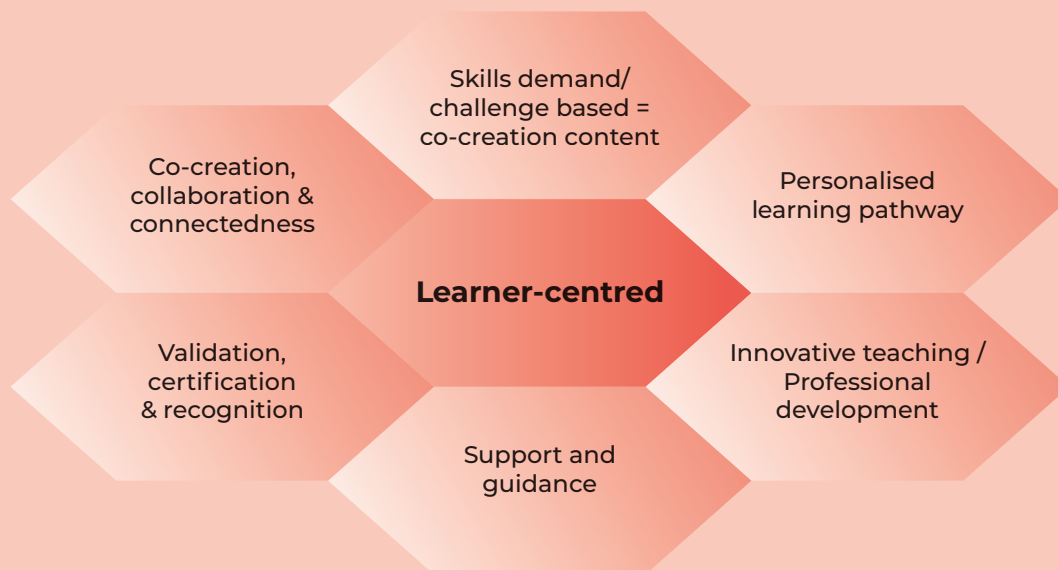 Skills demand/
challenge based =
co-creation content
Co-creation,
collaboration &
connectedness
Personalised
learning pathway
Learner-centred
Validation,
certification
& recognition
Innovative teaching /
Professional
development
Support and
guidance